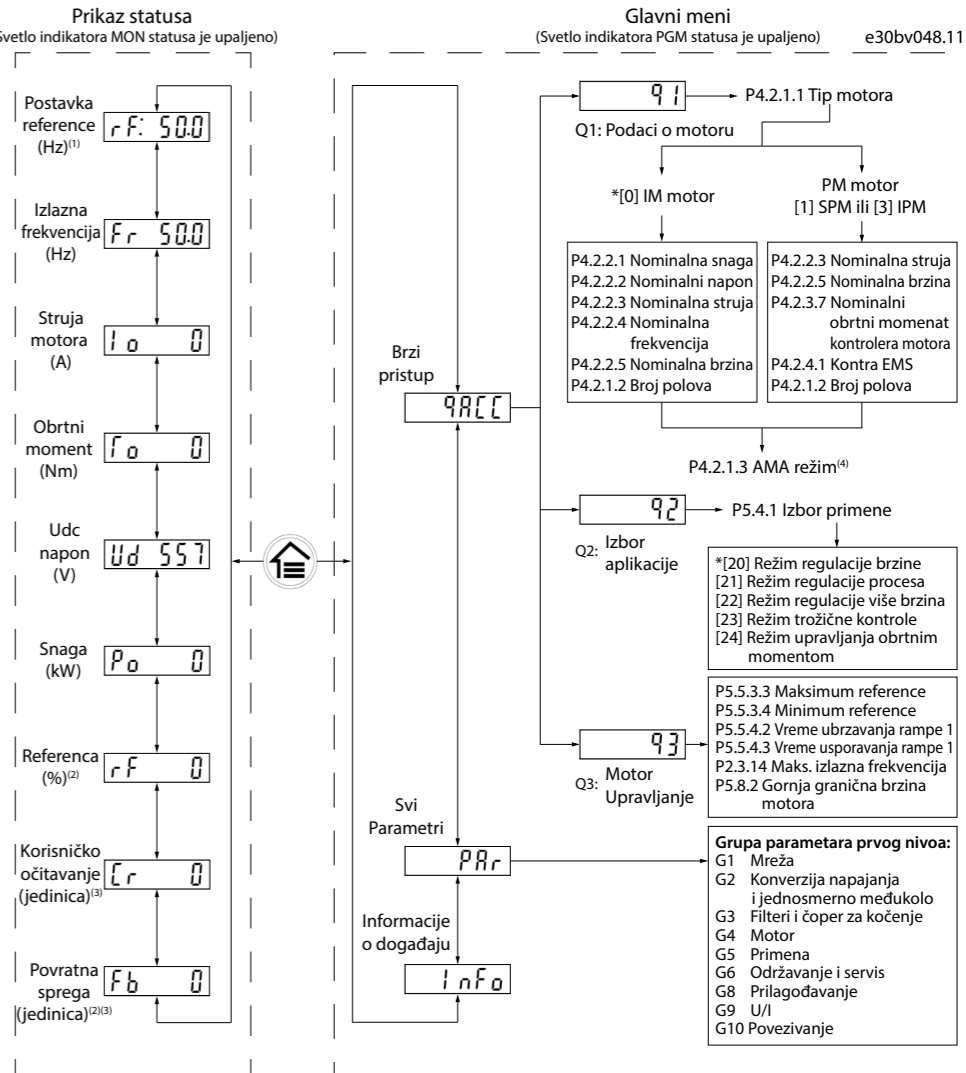 Prikaz statusa
(Svetlo indikatora MON statusa je upaljeno)
Postavka
reference
(Hz)(1)
rF: 50.0
Izlazna
frekvencija
(Hz)
Fr 50.0
Struja
motora
(A)
Io 0
Obrtni
moment
(Nm)
To 0
Udc
napon
(V)
Ud 557
Snaga
(kW)
Po 0
Referenca
(%)(2)
rF 0
Korisničko
očitavanje
(jedinica)(3)
Cr 0
Povratna
sprega
(jedinica)(2)(3)
Fb 0
Glavni meni
(Svetlo indikatora PGM statusa je upaljeno)
e30bv048.11
Brzi
pristup
qACC
q1
Q1: Podaci o motoru
P4.2.1.1 Tip motora
*[0] IM motor
PM motor
[1] SPM ili [3] IPM
P4.2.2.1 Nominalna snaga
P4.2.2.2 Nominalni napon
P4.2.2.3 Nominalna struja
P4.2.2.4 Nominalna
frekvencija
P4.2.2.5 Nominalna brzina
P4.2.1.2 Broj polova
P4.2.2.3 Nominalna struja
P4.2.2.5 Nominalna brzina
P4.2.3.7 Nominalni
obrtni momenat
kontrolera motora
P4.2.4.1 Kontra EMS
P4.2.1.2 Broj polova
P4.2.1.3 AMA režim(4)
q2
Q2: Izbor
aplikacije
P5.4.1 Izbor primene
*[20] Režim regulacije brzine
[21] Režim regulacije procesa
[22] Režim regulacije više brzina
[23] Režim trožične kontrole
[24] Režim upravljanja obrtnim
momentom
q3
Q3: Motor
Upravljanje
P5.5.3.3 Maksimum reference
P5.5.3.4 Minimum reference
P5.5.4.2 Vreme ubrzavanja rampe 1
P5.5.4.3 Vreme usporavanja rampe 1
P2.3.14 Maks. izlazna frekvencija
P5.8.2 Gornja granična brzina
motora
Svi
Parametri
PAr
Grupa parametara prvog nivoa:
G1 Mreža
G2 Konverzija napajanja
i jednosmerno međukolo
G3 Filteri i čoper za kočenje
G4 Motor
G5 Primena
G6 Održavanje i servis
G8 Prilagođavanje
G9 U/I
G10 Povezivanje
Informacije
o događaju
InFo